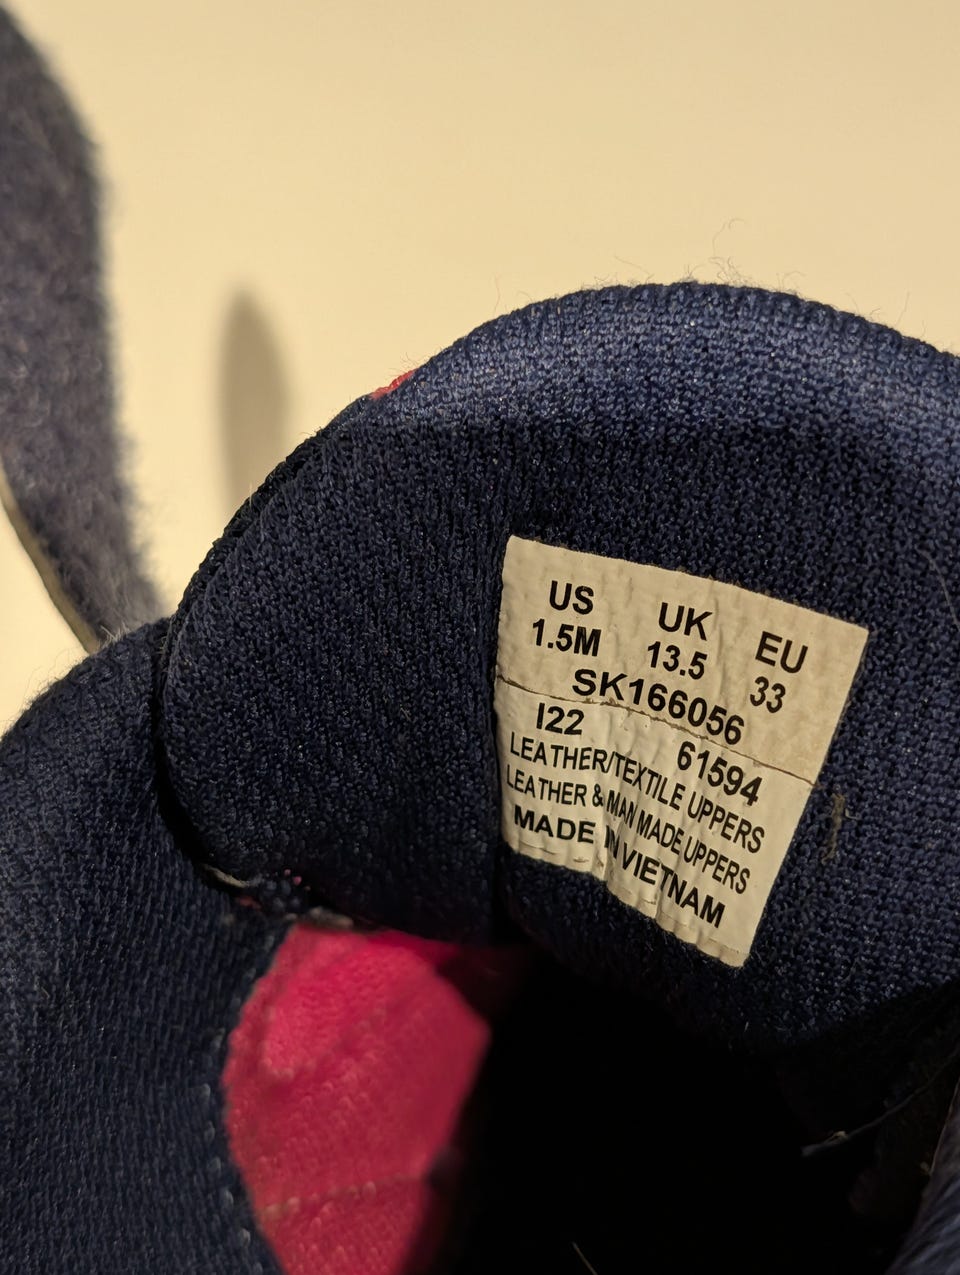 US UK EU
1.5M 13.5 33
SK166056
I22 61594
LEATHER/TEXTILE UPPERS
LEATHER & MAN MADE UPPERS
MADE IN VIETNAM